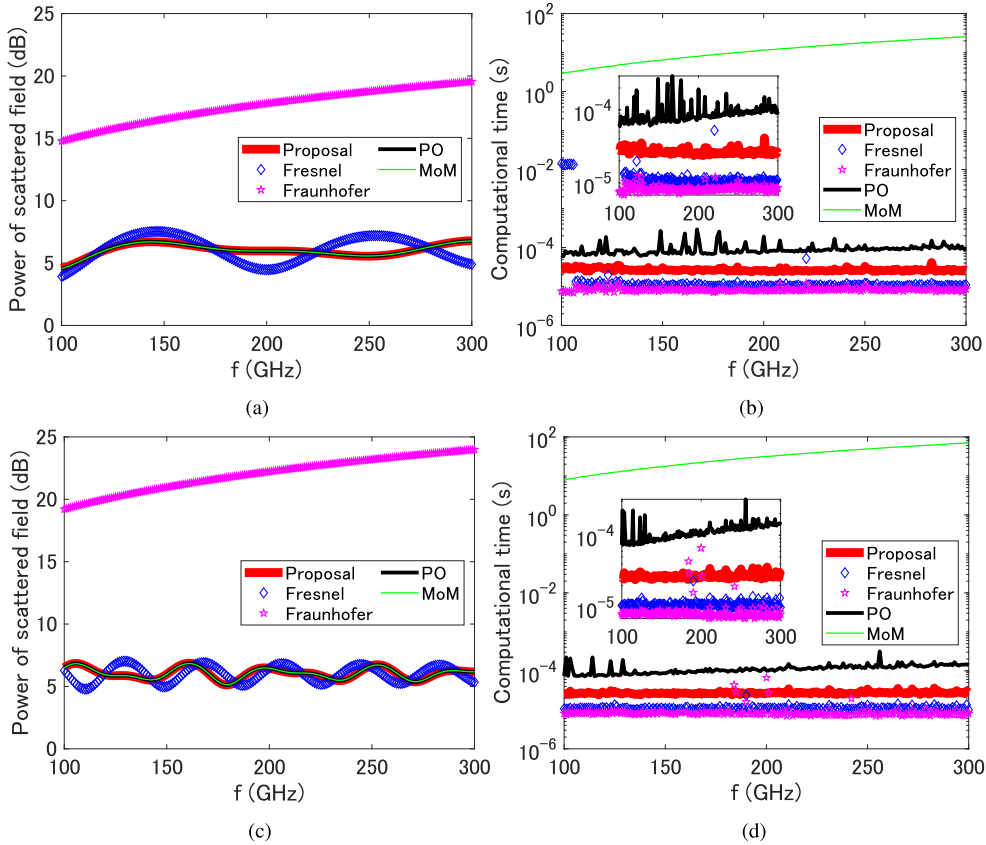 Power of scattered field (dB)
25
20
15
10
5
0
100 150 200 250 300
f (GHz)
Proposal
Fresnel
Fraunhofer
PO
MoM
(a)
Computational time (s)
10^2
10^0
10^-2
10^-4
10^-6
100 150 200 250 300
f (GHz)
10^-4
10^-5
100 200 300
Proposal
Fresnel
Fraunhofer
PO
MoM
(b)
Power of scattered field (dB)
25
20
15
10
5
0
100 150 200 250 300
f (GHz)
Proposal
Fresnel
Fraunhofer
PO
MoM
(c)
Computational time (s)
10^2
10^0
10^-2
10^-4
10^-6
100 150 200 250 300
f (GHz)
10^-4
10^-5
100 200 300
Proposal
Fresnel
Fraunhofer
PO
MoM
(d)